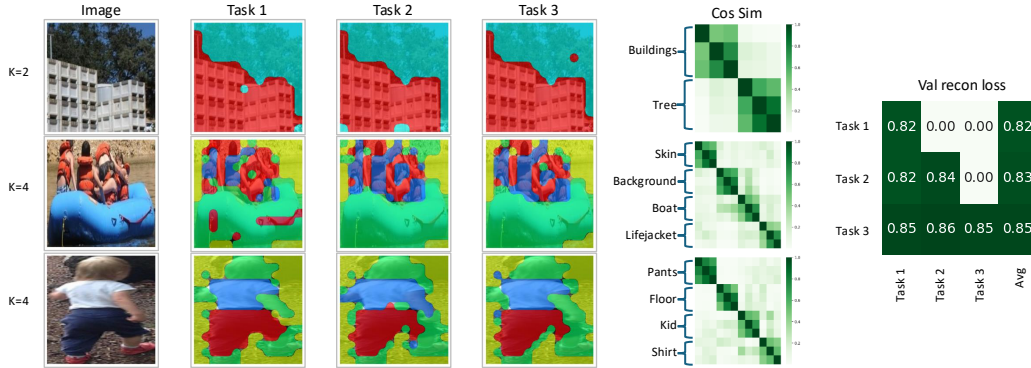 Image Task 1 Task 2 Task 3 Cos Sim
K=2
Buildings
Tree
K=4
Skin
Background
Boat
Lifejacket
K=4
Pants
Floor
Kid
Shirt
Val recon loss
Task 1 0.82 0.00 0.00 0.82
Task 2 0.82 0.84 0.00 0.83
Task 3 0.85 0.86 0.85 0.85
Task 1 Task 2 Task 3 Avg